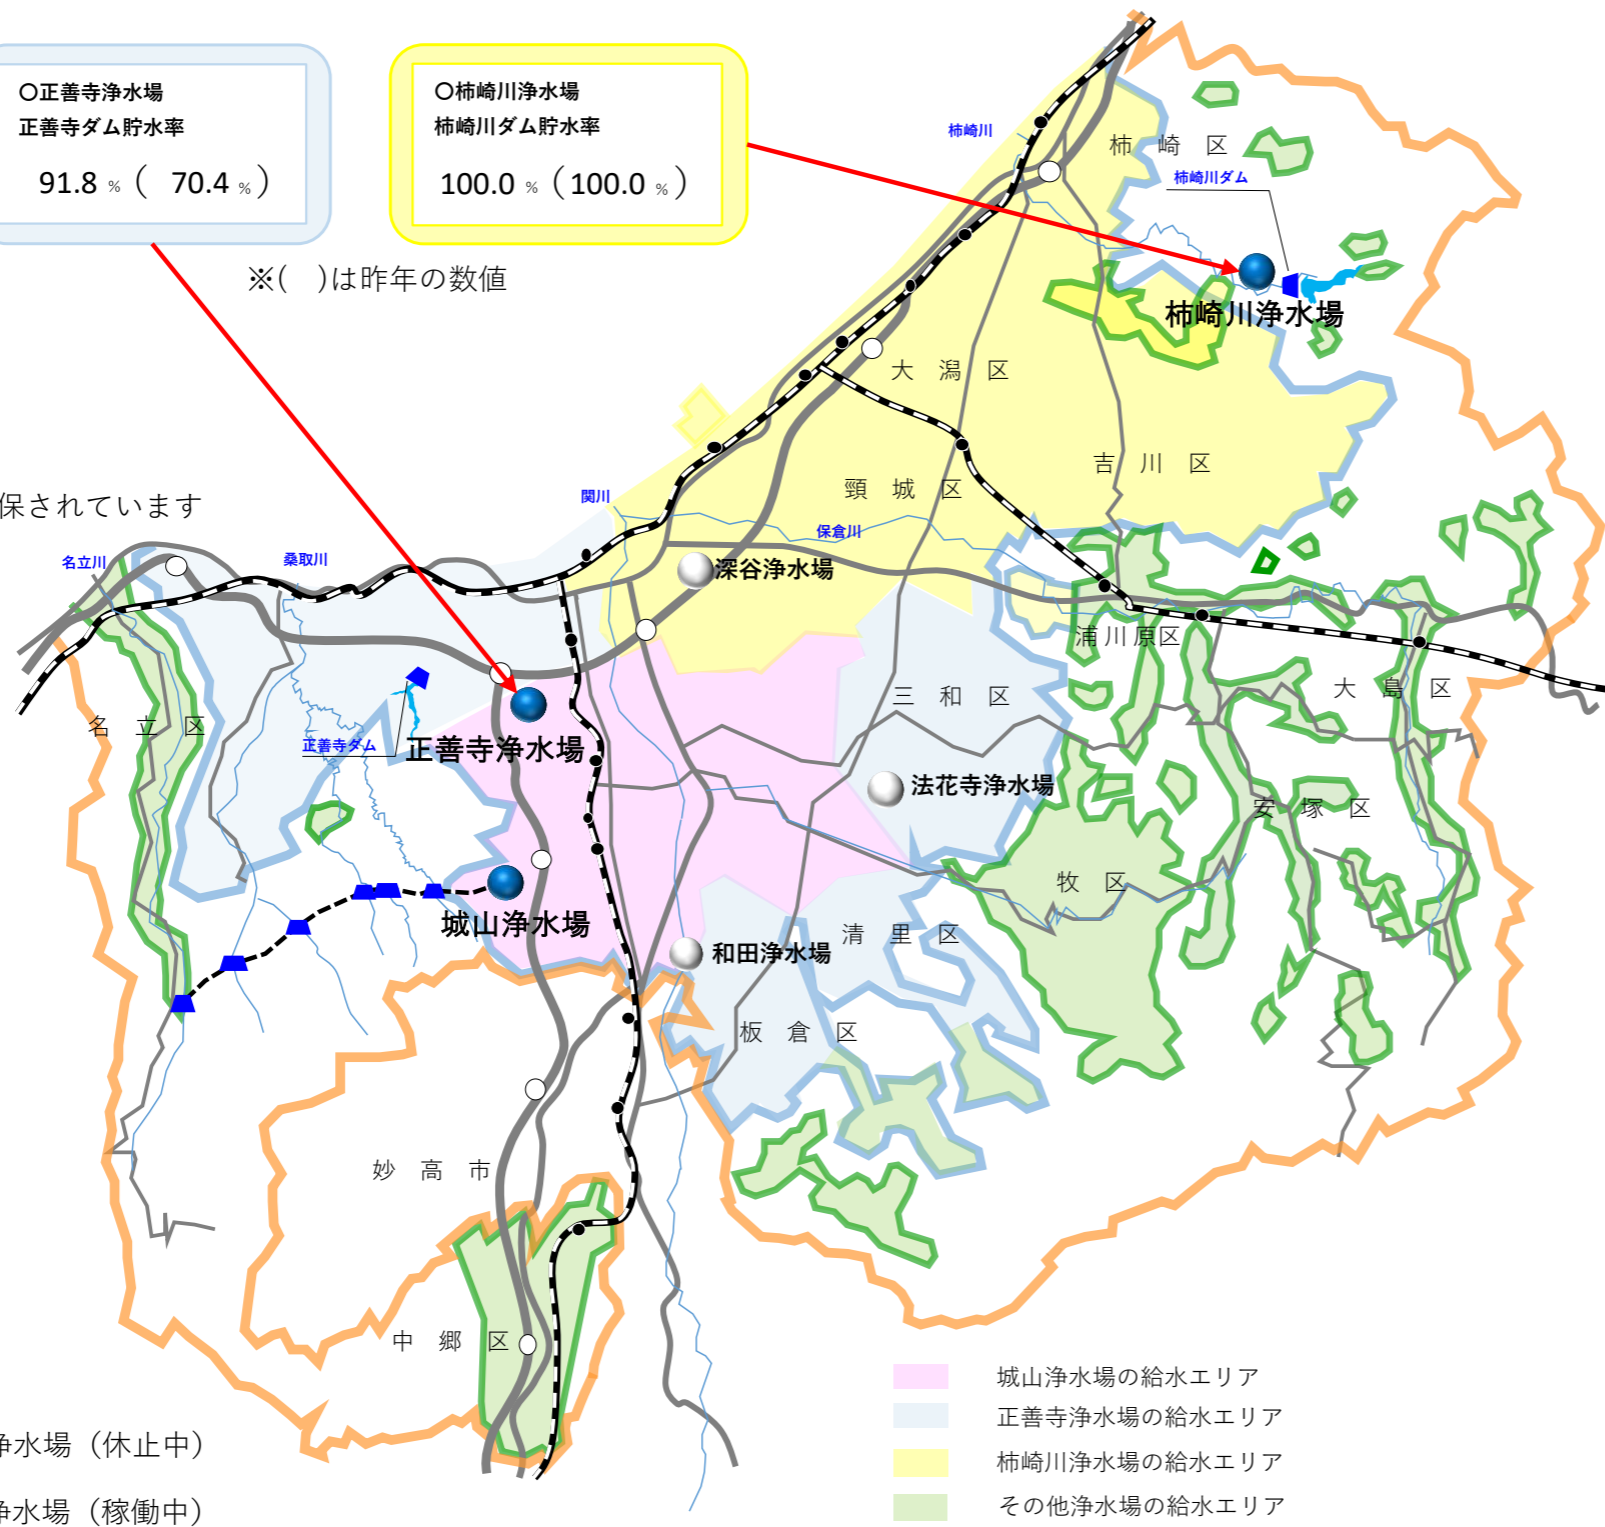 〇正善寺浄水場
正善寺ダム貯水率
91.8 % ( 70.4 % )
〇柿崎川浄水場
柿崎川ダム貯水率
100.0 % (100.0 % )
※( )は昨年の数値
柿崎川
柿崎区
柿崎川ダム
柿崎川浄水場
大潟区
吉川区
頸城区
保されています
関川
保倉川
名立川
桑取川
深谷浄水場
浦川原区
三和区
大島区
名立区
正善寺ダム
正善寺浄水場
法花寺浄水場
安塚区
牧区
城山浄水場
清里区
和田浄水場
板倉区
妙高市
中郷区
城山浄水場の給水エリア
正善寺浄水場の給水エリア
柿崎川浄水場の給水エリア
その他浄水場の給水エリア
浄水場（休止中）
浄水場（稼働中）